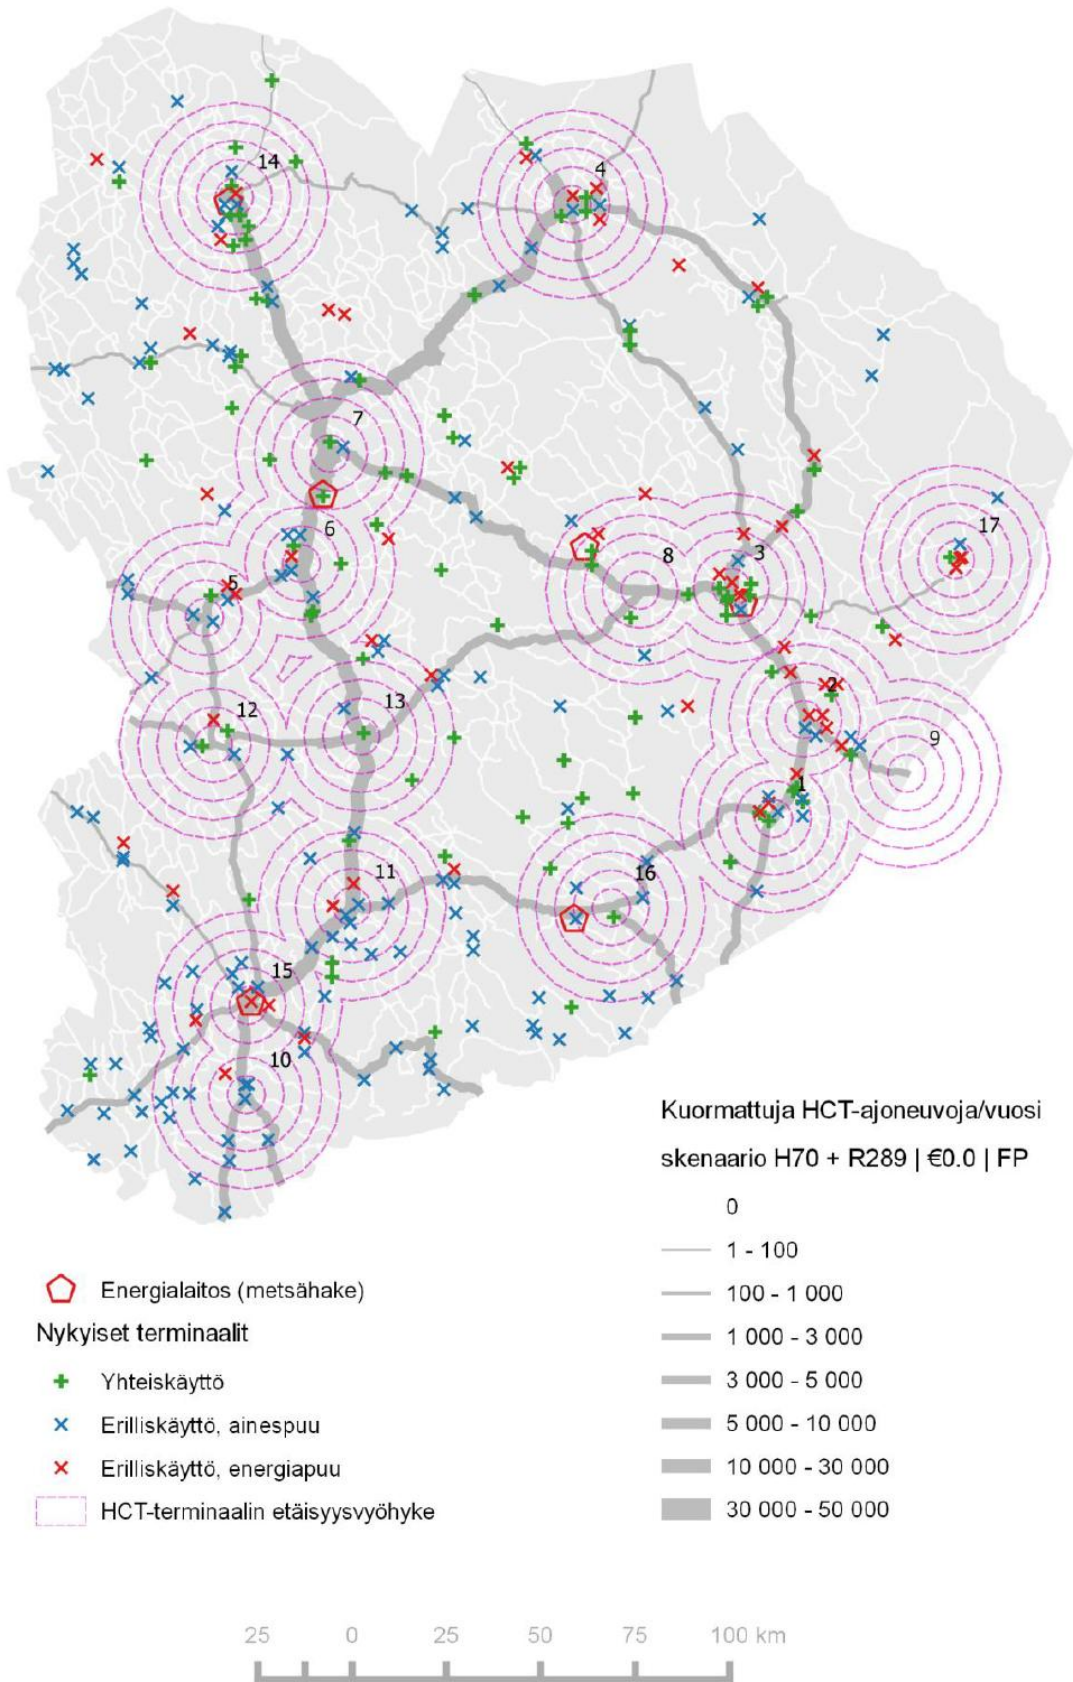 14
4
7
6
8
3
17
5
2
12
13
9
1
11
16
15
10
Kuormattuja HCT-ajoneuvoja/vuosi
skenaario H70 + R289 | €0.0 | FP
0
1 - 100
100 - 1 000
1 000 - 3 000
3 000 - 5 000
5 000 - 10 000
10 000 - 30 000
30 000 - 50 000
Energialaitos (metsähake)
Nykyiset terminaalit
Yhteiskäyttö
Erilliskäyttö, ainespuu
Erilliskäyttö, energiapuu
HCT-terminaalin etäisyysvyöhyke
25 0 25 50 75 100 km